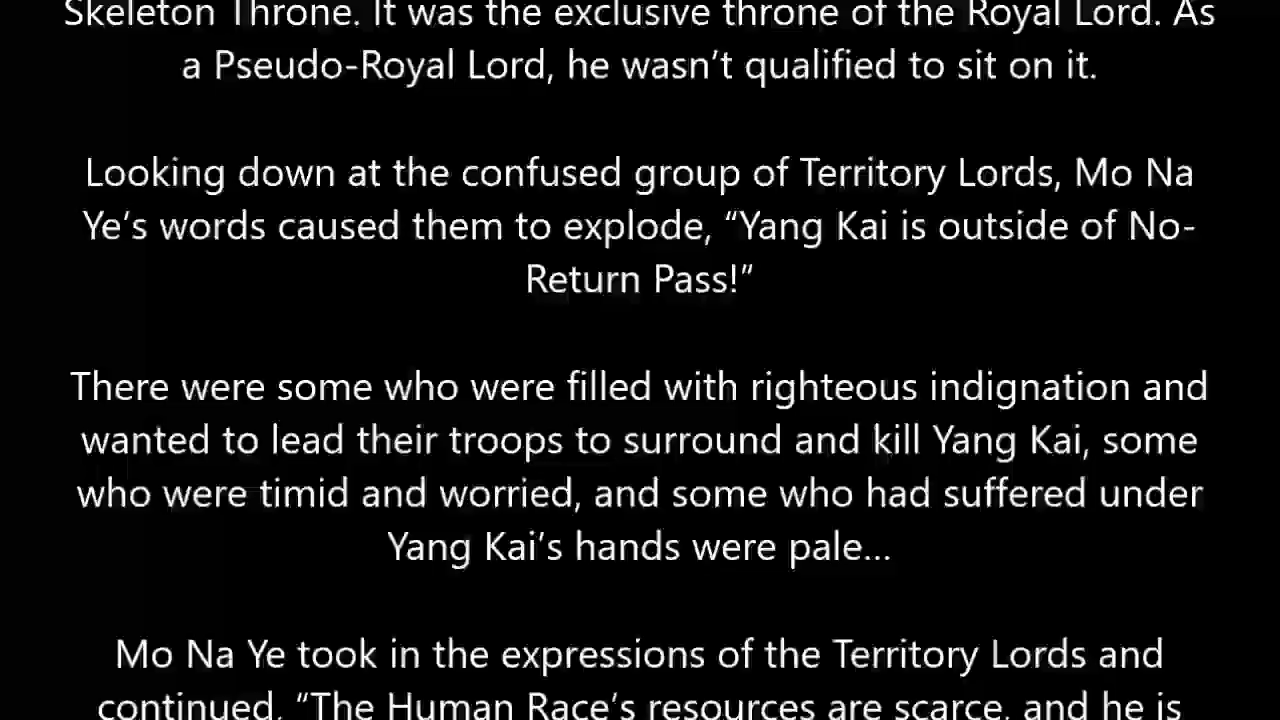 Skeleton Throne. It was the exclusive throne of the Royal Lord. As
a Pseudo-Royal Lord, he wasn’t qualified to sit on it.
Looking down at the confused group of Territory Lords, Mo Na
Ye’s words caused them to explode, “Yang Kai is outside of No-
Return Pass!”
There were some who were filled with righteous indignation and
wanted to lead their troops to surround and kill Yang Kai, some
who were timid and worried, and some who had suffered under
Yang Kai’s hands were pale…
Mo Na Ye took in the expressions of the Territory Lords and
continued, “The Human Race’s resources are scarce, and he is